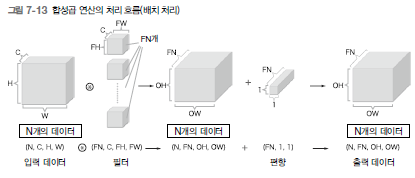 그림 7-13 합성곱 연산의 처리 흐름(배치 처리)
C
FW
FH
FN개
C
H
W
⊛
FN
OH
OW
+
FN
1
1
FN
OH
OW
N개의 데이터
N개의 데이터
N개의 데이터
(N, C, H, W) ⊛ (FN, C, FH, FW) → (N, FN, OH, OW) + (FN, 1, 1) → (N, FN, OH, OW)
입력 데이터 필터 편향 출력 데이터